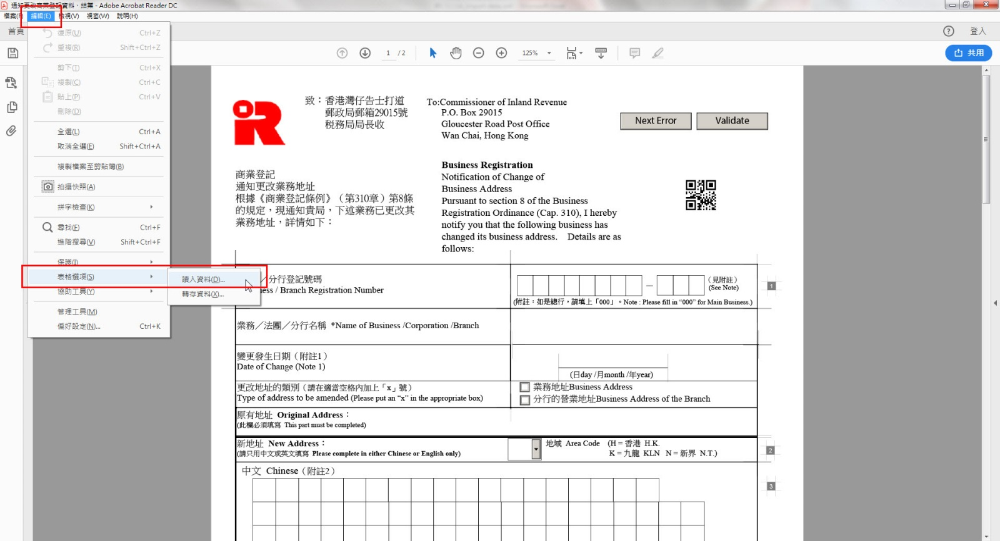 通知更改商業登記資料、結業 - Adobe Acrobat Reader DC
檔案(F) 編輯(E) 檢視(V) 視窗(W) 說明(H)
首頁
登入
1 / 2
125%
共用
復原(U) Ctrl+Z
重複(R) Shift+Ctrl+Z
剪下(T) Ctrl+X
複製(C) Ctrl+C
貼上(P) Ctrl+V
刪除(D)
全選(L) Ctrl+A
取消全選(E) Shift+Ctrl+A
複製檔案至剪貼簿(B)
拍攝快照(A)
拼字檢查(K)
尋找(F) Ctrl+F
進階搜尋(V) Shift+Ctrl+F
保護(I)
表格選項(S)
讀入資料(D)...
轉存資料(X)...
協助工具(Y)
管理工具(M)
偏好設定(N)... Ctrl+K
iR
致：香港灣仔告士打道
郵政局郵箱29015號
稅務局局長收
To:Commissioner of Inland Revenue
P.O. Box 29015
Gloucester Road Post Office
Wan Chai, Hong Kong
Next Error
Validate
商業登記
通知更改業務地址
根據《商業登記條例》（第310章）第8條
的規定，現通知貴局，下述業務已更改其
業務地址，詳情如下：
Business Registration
Notification of Change of
Business Address
Pursuant to section 8 of the Business
Registration Ordinance (Cap. 310), I hereby
notify you that the following business has
changed its business address. Details are as
follows:
／分行登記號碼
ness / Branch Registration Number
（見附註）
(See Note)
(附註：如是總行，請填上「000」。Note : Please fill in “000” for Main Business.)
1
業務／法團／分行名稱 *Name of Business /Corporation /Branch
變更發生日期（附註1）
Date of Change (Note 1)
(日day /月month /年year)
更改地址的類別（請在適當空格內加上「x」號）
Type of address to be amended (Please put an “x” in the appropriate box)
業務地址Business Address
分行的營業地址Business Address of the Branch
原有地址 Original Address：
(此欄必須填寫 This part must be completed)
新地址 New Address：
(請只用中文或英文填寫 Please complete in either Chinese or English only)
地域 Area Code (H = 香港 H.K.
K = 九龍 KLN N = 新界 N.T.)
2
中文 Chinese（附註2）
3